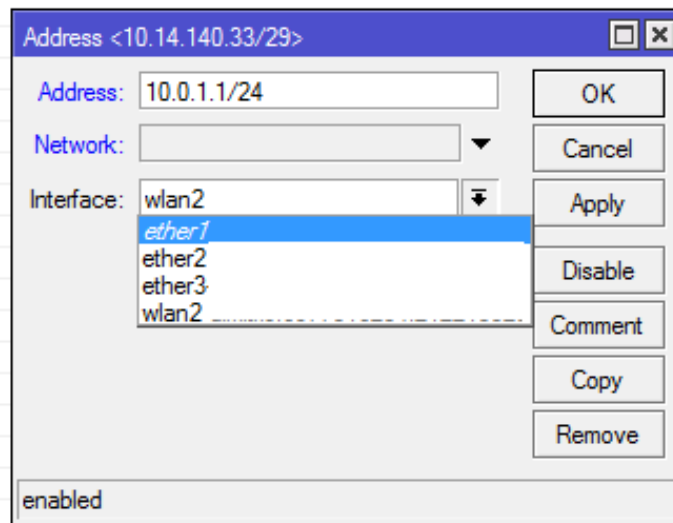 Address <10.14.140.33/29>
Address: 10.0.1.1/24 OK
Network: Cancel
Interface: wlan2 Apply
ether1
ether2 Disable
ether3
wlan2 Comment
Copy
Remove
enabled